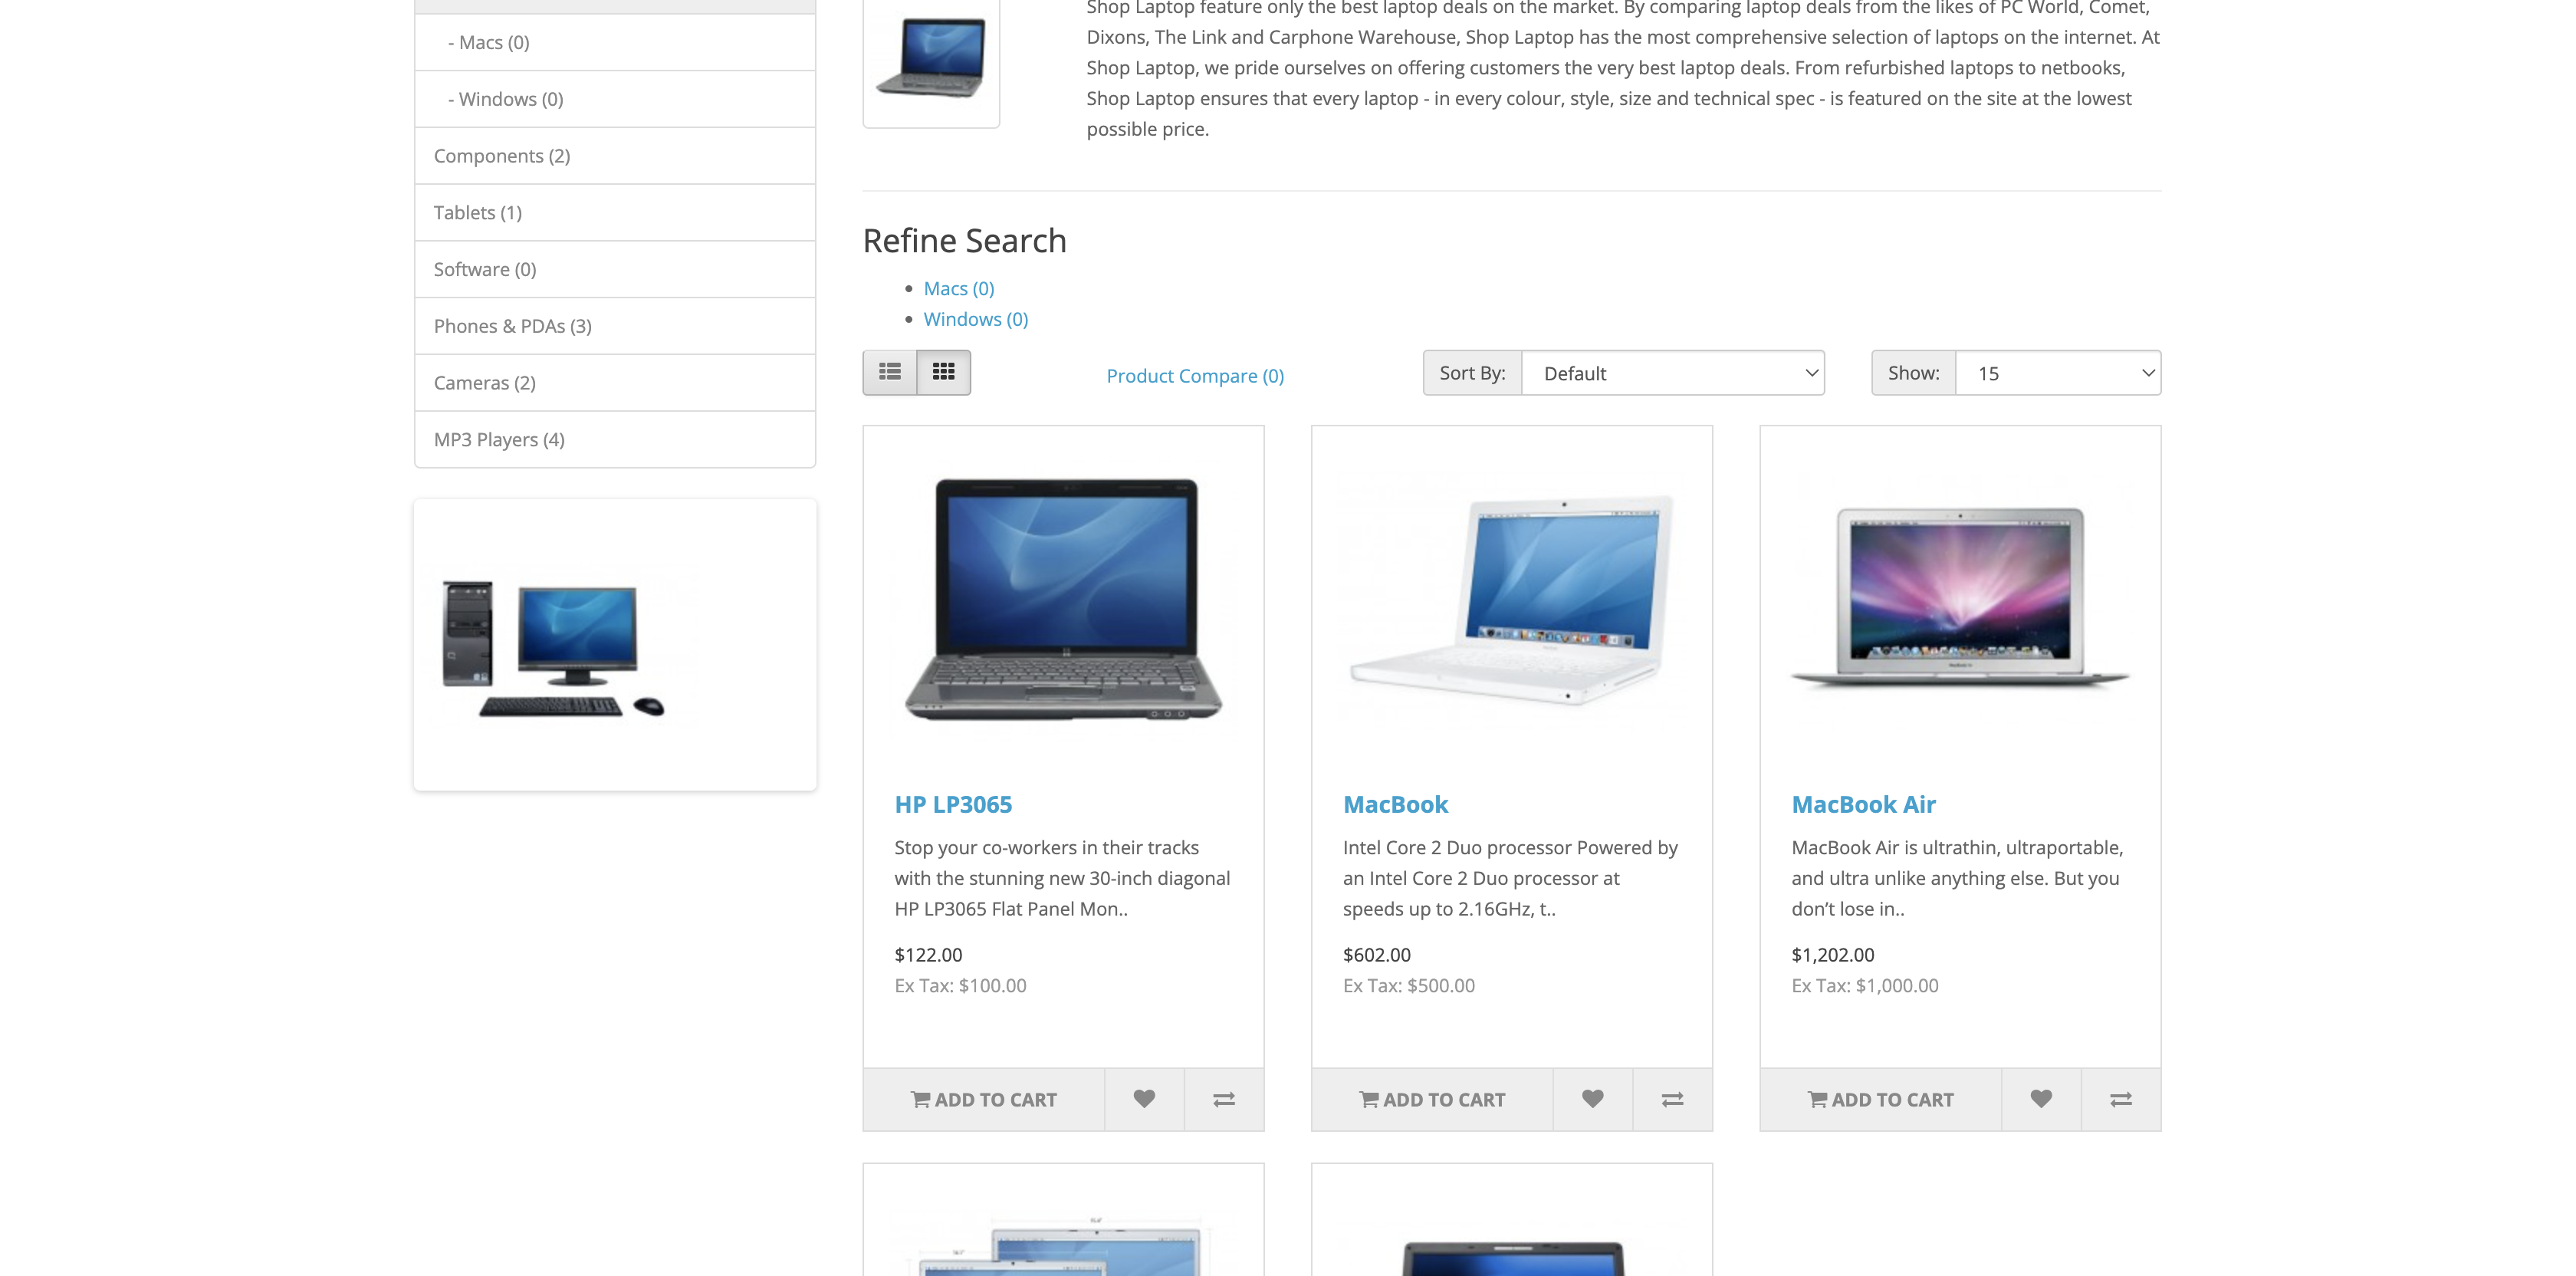 - Macs (0)
- Windows (0)
Components (2)
Tablets (1)
Software (0)
Phones & PDAs (3)
Cameras (2)
MP3 Players (4)
Shop Laptop feature only the best laptop deals on the market. By comparing laptop deals from the likes of PC World, Comet,
Dixons, The Link and Carphone Warehouse, Shop Laptop has the most comprehensive selection of laptops on the internet. At
Shop Laptop, we pride ourselves on offering customers the very best laptop deals. From refurbished laptops to netbooks,
Shop Laptop ensures that every laptop - in every colour, style, size and technical spec - is featured on the site at the lowest
possible price.
Refine Search
Macs (0)
Windows (0)
Product Compare (0)
Sort By: Default
Show: 15
HP LP3065
Stop your co-workers in their tracks
with the stunning new 30-inch diagonal
HP LP3065 Flat Panel Mon..
$122.00
Ex Tax: $100.00
ADD TO CART
MacBook
Intel Core 2 Duo processor Powered by
an Intel Core 2 Duo processor at
speeds up to 2.16GHz, t..
$602.00
Ex Tax: $500.00
ADD TO CART
MacBook Air
MacBook Air is ultrathin, ultraportable,
and ultra unlike anything else. But you
don’t lose in..
$1,202.00
Ex Tax: $1,000.00
ADD TO CART